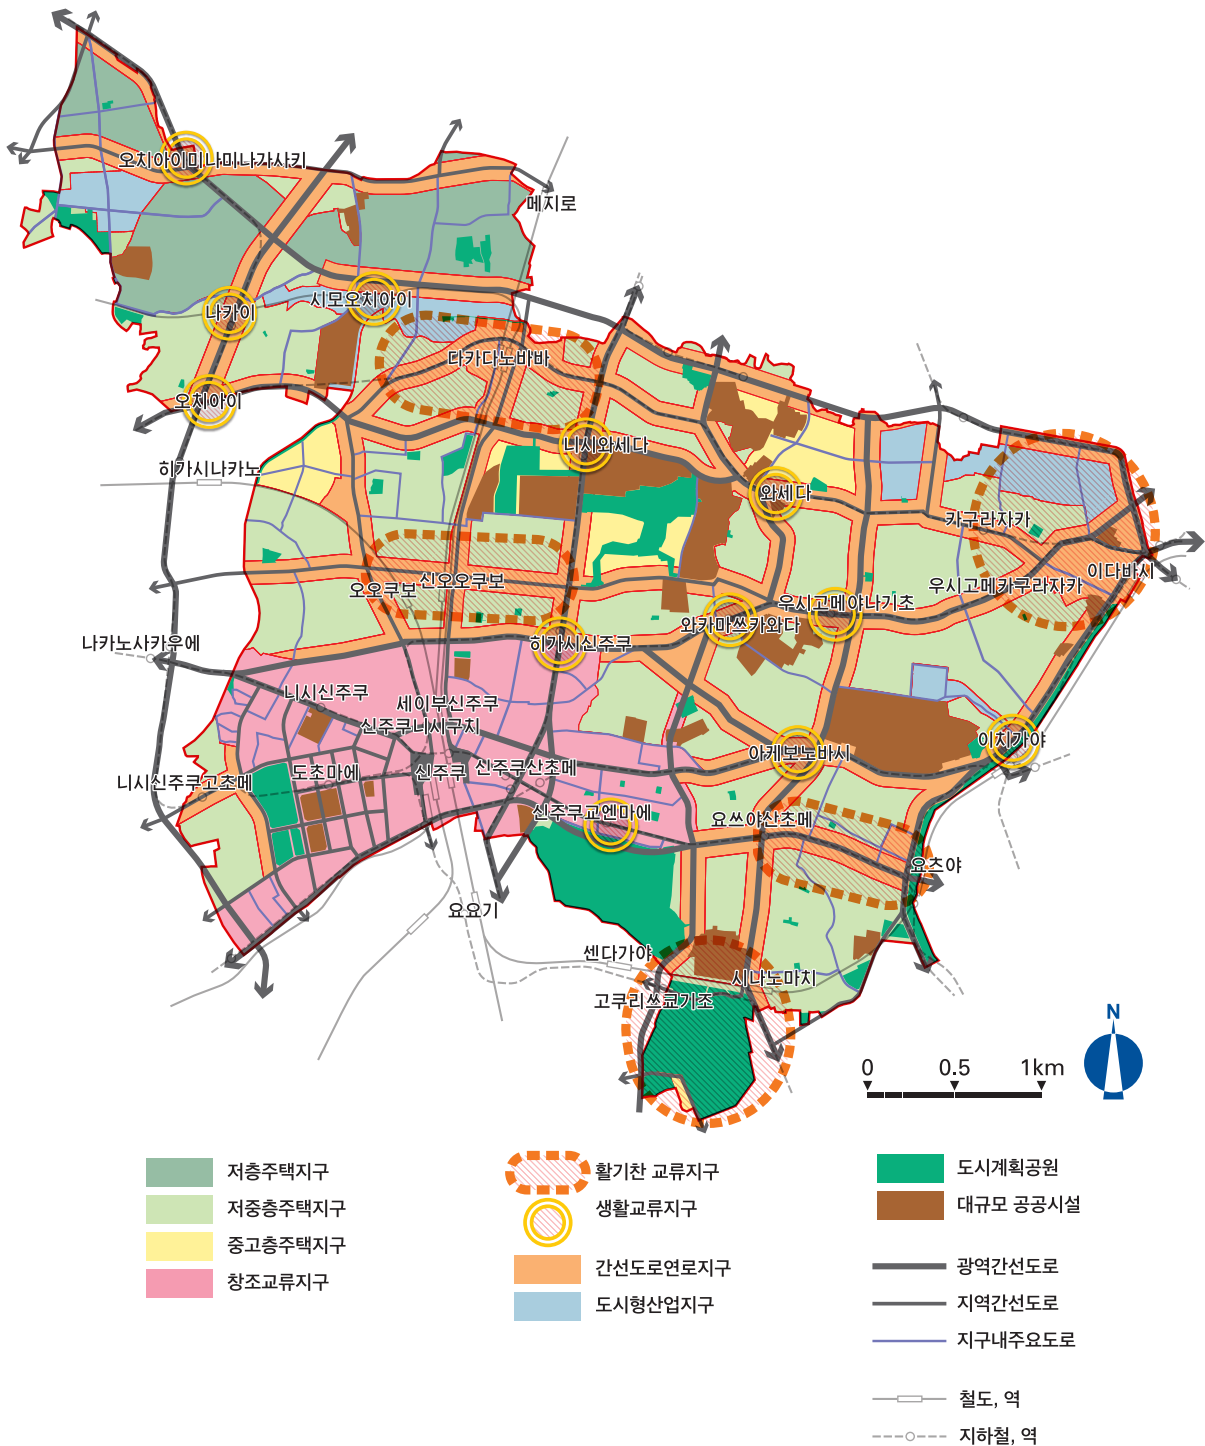 오치아이미나미나가사키
메지로
시모오치아이
나카이
다카다노바바
오치아이
니시와세다
히가시나카노
와세다
카구라자카
이다바시
오오쿠보
신오오쿠보
우시고메카구라자카
우시고메야나기초
와카마쓰카와다
나카노사카우에
히가시신주쿠
니시신주쿠
세이부신주쿠
신주쿠니시구치
이치가야
아케보노바시
니시신주쿠고초메
도초마에
신주쿠
신주쿠산초메
신주쿠교엔마에
요쓰야산초메
요츠야
요요기
센다가야
시나노마치
고쿠리쓰쿄기조
N
0 0.5 1km
저층주택지구
저중층주택지구
중고층주택지구
창조교류지구
활기찬 교류지구
생활교류지구
간선도로연로지구
도시형산업지구
도시계획공원
대규모 공공시설
광역간선도로
지역간선도로
지구내주요도로
철도, 역
지하철, 역